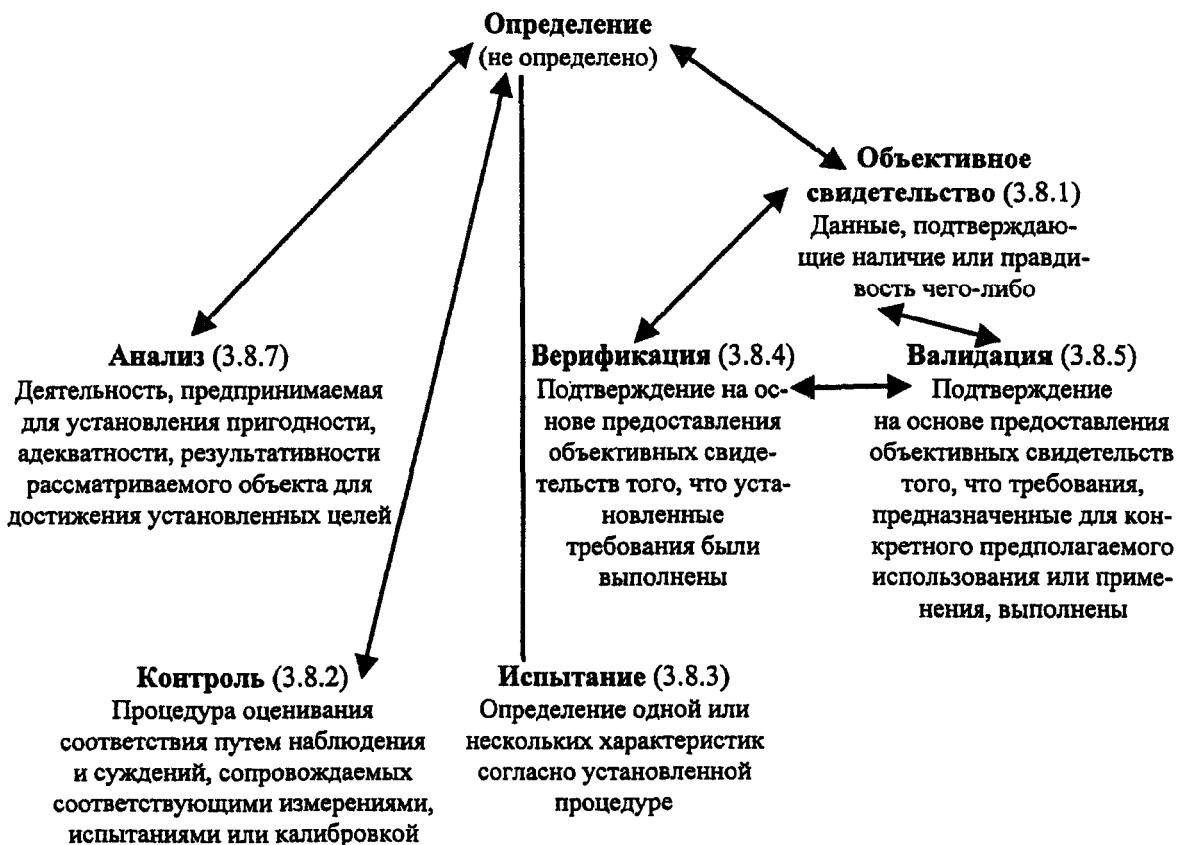 Определение
(не определено)
Объективное
свидетельство (3.8.1)
Данные, подтверждаю-
щие наличие или правди-
вость чего-либо
Анализ (3.8.7)
Деятельность, предпринимаемая
для установления пригодности,
адекватности, результативности
рассматриваемого объекта для
достижения установленных целей
Верификация (3.8.4)
Подтверждение на ос-
нове предоставления
объективных свиде-
тельств того, что уста-
новленные
требования были
выполнены
Валидация (3.8.5)
Подтверждение
на основе предоставления
объективных свидетельств
того, что требования,
предназначенные для кон-
кретного предполагаемого
использования или приме-
нения, выполнены
Контроль (3.8.2)
Процедура оценивания
соответствия путем наблюдения
и суждений, сопровождаемых
соответствующими измерениями,
испытаниями или калибровкой
Испытание (3.8.3)
Определение одной или
нескольких характеристик
согласно установленной
процедуре